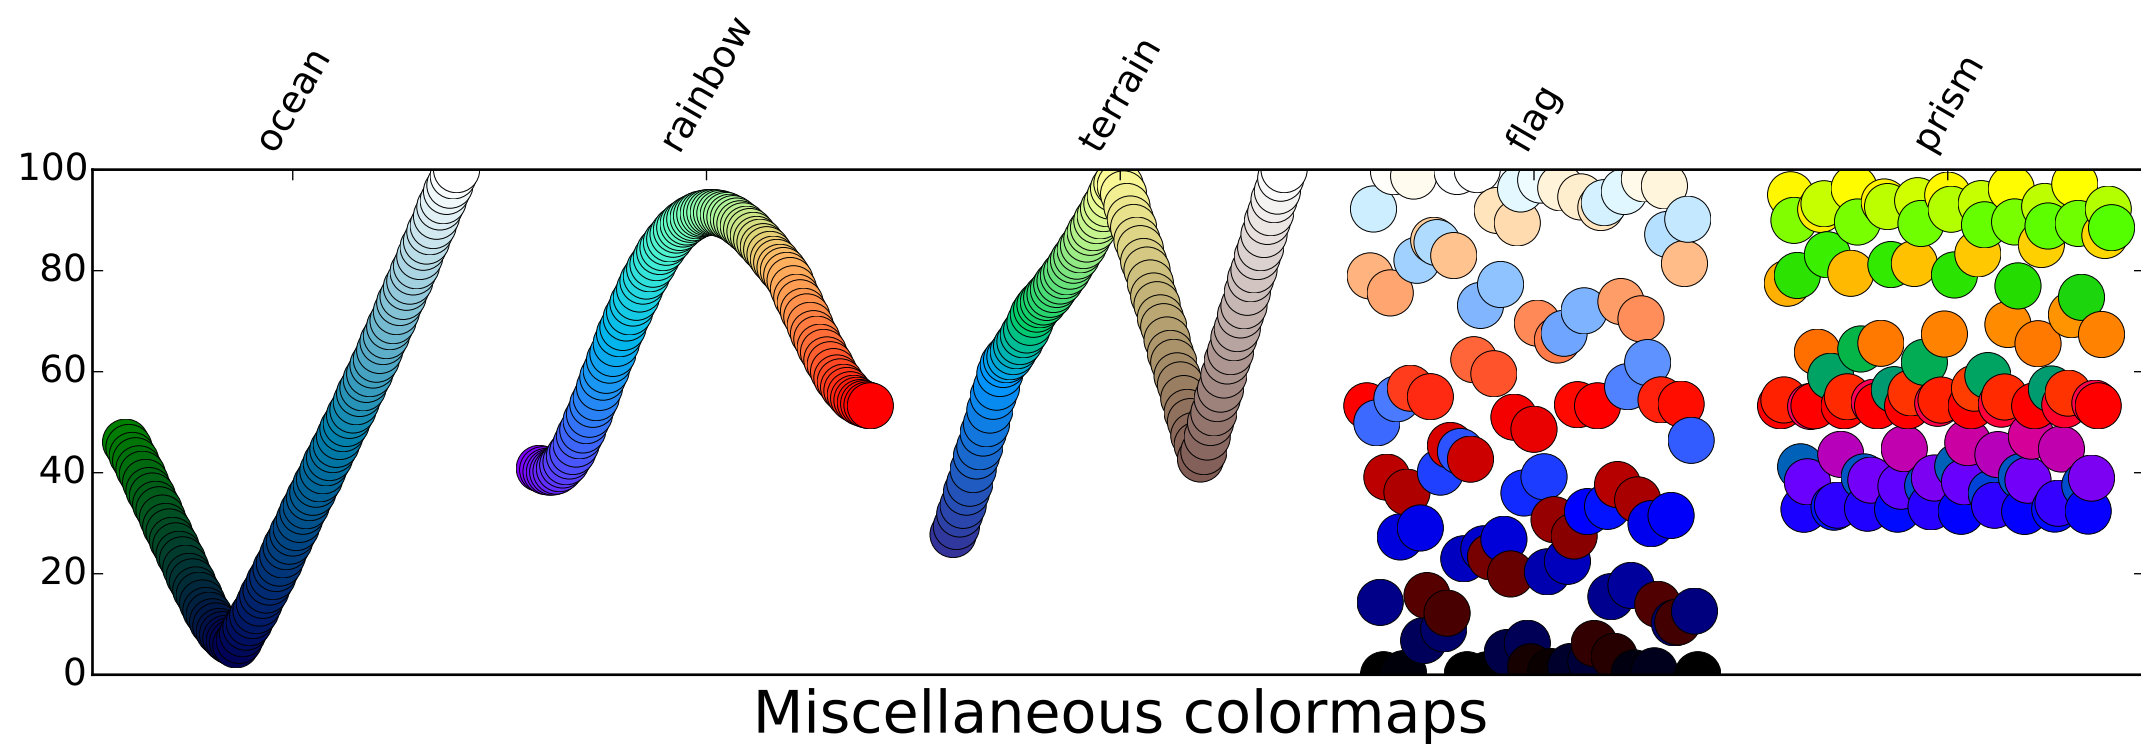 ocean
rainbow
terrain
flag
prism
100
80
60
40
20
0
Miscellaneous colormaps